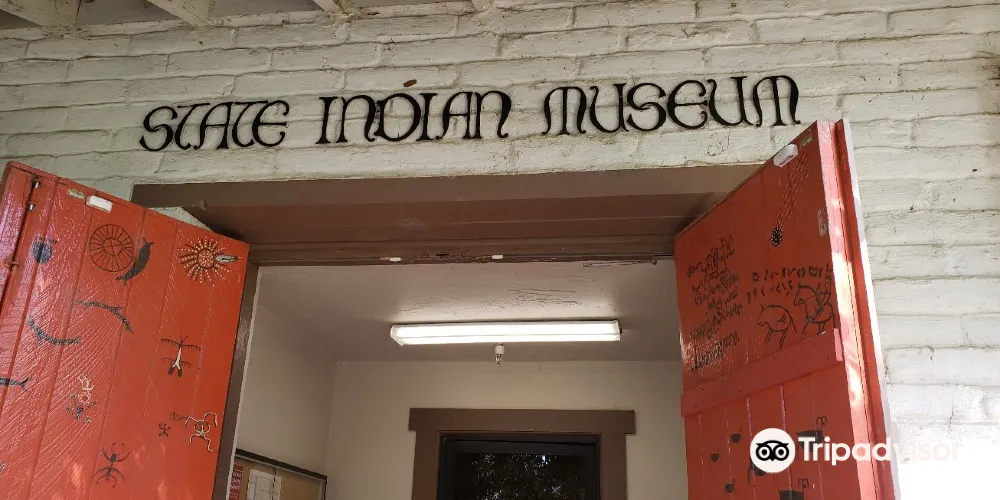 STATE INDIAN MUSEUM
Tripadvisor